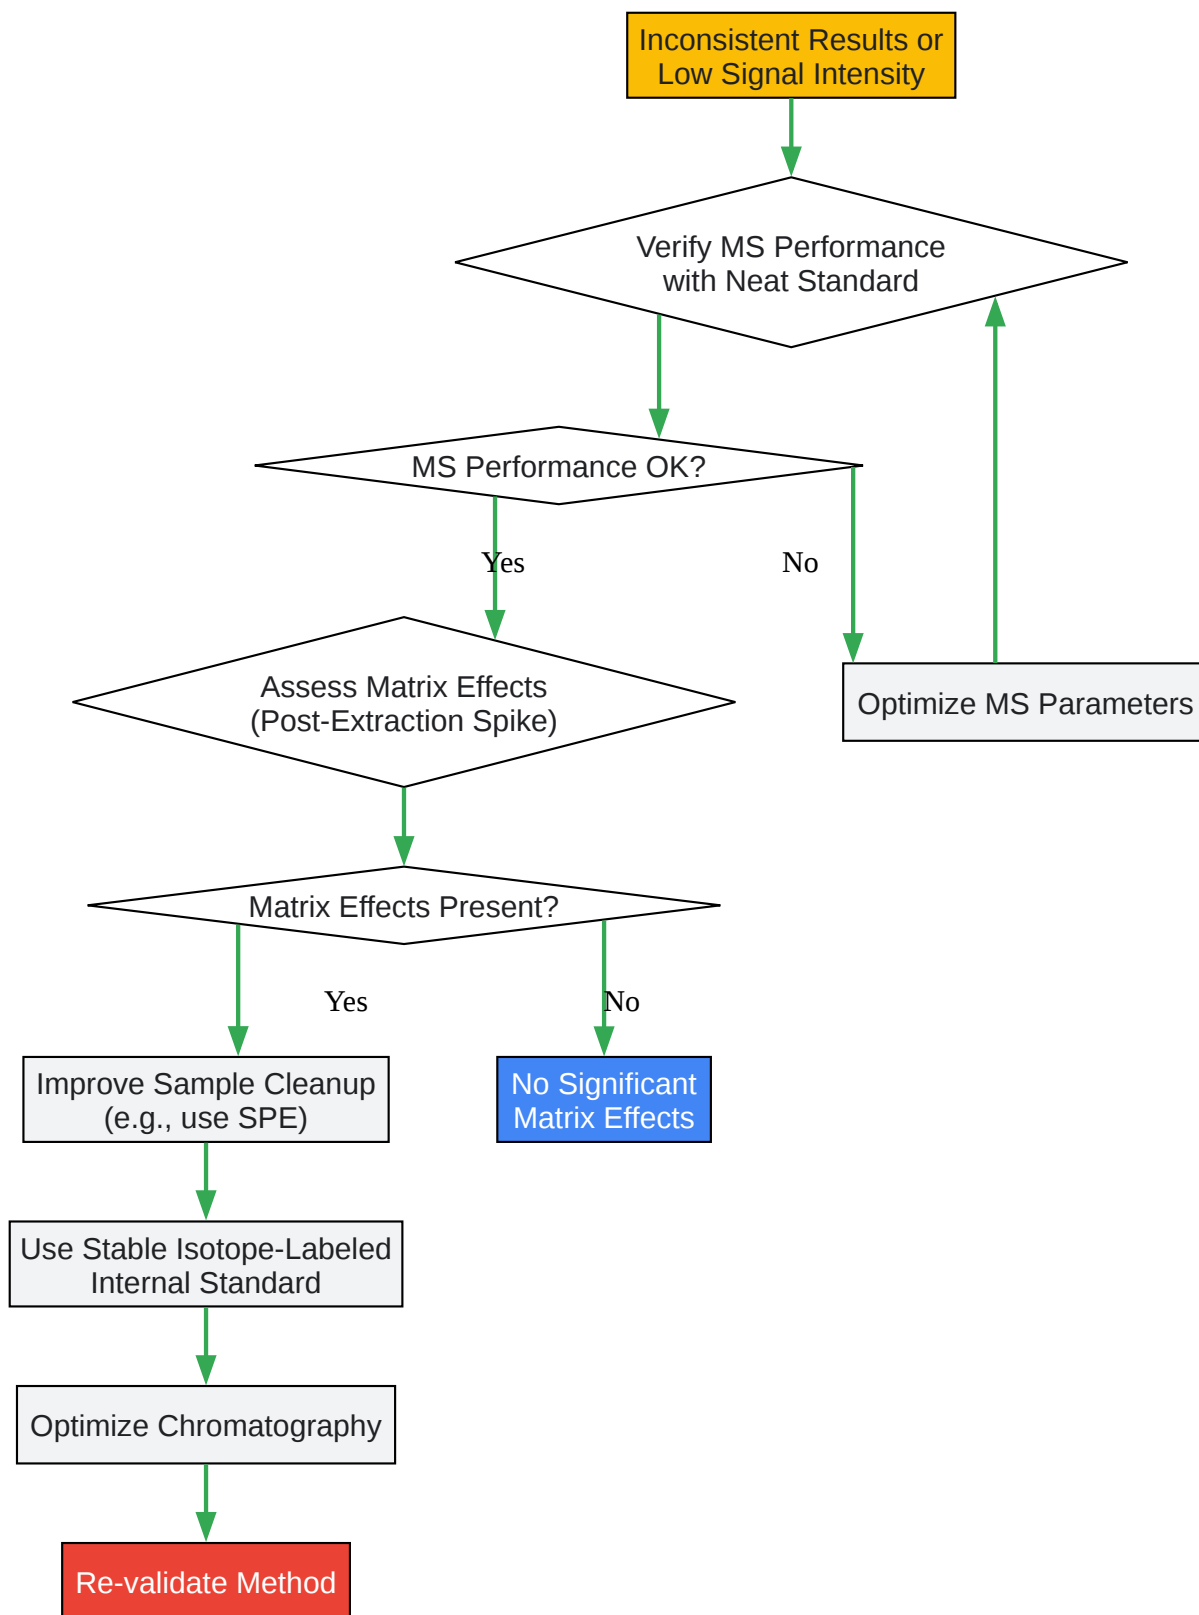 Inconsistent Results or
Low Signal Intensity
Verify MS Performance
with Neat Standard
MS Performance OK?
Yes
No
Assess Matrix Effects
(Post-Extraction Spike)
Optimize MS Parameters
Matrix Effects Present?
Yes
No
Improve Sample Cleanup
(e.g., use SPE)
No Significant
Matrix Effects
Use Stable Isotope-Labeled
Internal Standard
Optimize Chromatography
Re-validate Method